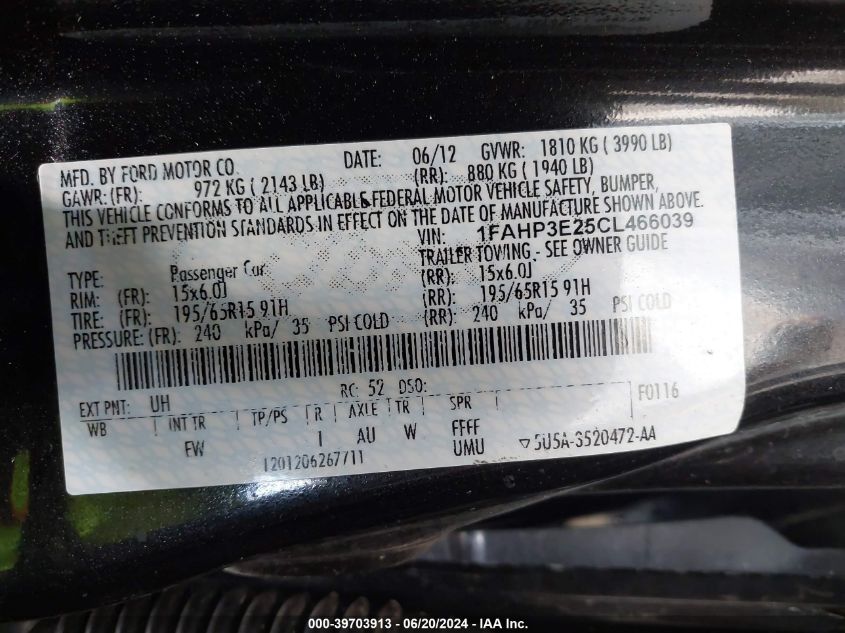 MFD. BY FORD MOTOR CO. DATE: 06/12 GVWR: 1810 KG ( 3990 LB)
GAWR: (FR): 972 KG ( 2143 LB) (RR): 880 KG ( 1940 LB)
THIS VEHICLE CONFORMS TO ALL APPLICABLE FEDERAL MOTOR VEHICLE SAFETY, BUMPER,
AND THEFT PREVENTION STANDARDS IN EFFECT ON THE DATE OF MANUFACTURE SHOWN ABOVE.
VIN: 1FAHP3E25CL466039
TYPE: Passenger Car TRAILER TOWING - SEE OWNER GUIDE
RIM: (FR): 15x6.0J (RR): 15x6.0J
TIRE: (FR): 195/65R15 91H (RR): 195/65R15 91H
PRESSURE: (FR): 240 kPa/ 35 PSI COLD (RR): 240 kPa/ 35 PSI COLD
EXT PNT: UH RC: 52 DSO: F0116
WB INT TR TP/PS R AXLE TR SPR
FW I AU W FFFF
1201206267711 UMU ▽5U5A-3520472-AA
000-39703913 - 06/20/2024 - IAA Inc.